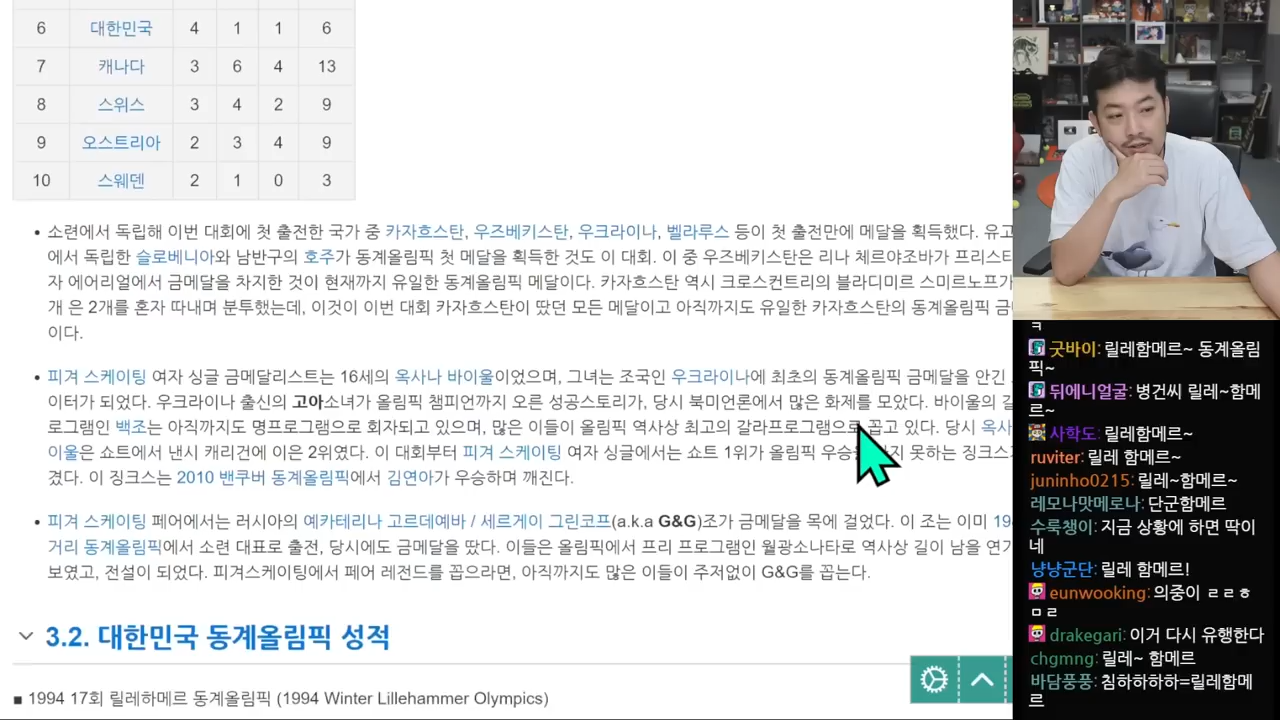 6 대한민국 4 1 1 6
7 캐나다 3 6 4 13
8 스위스 3 4 2 9
9 오스트리아 2 3 4 9
10 스웨덴 2 1 0 3
• 소련에서 독립해 이번 대회에 첫 출전한 국가 중 카자흐스탄, 우즈베키스탄, 우크라이나, 벨라루스 등이 첫 출전만에 메달을 획득했다. 유고
에서 독립한 슬로베니아와 남반구의 호주가 동계올림픽 첫 메달을 획득한 것도 이 대회. 이 중 우즈베키스탄은 리나 체르야조바가 프리스타
자 에어리얼에서 금메달을 차지한 것이 현재까지 유일한 동계올림픽 메달이다. 카자흐스탄 역시 크로스컨트리의 블라디미르 스미르노프가
개 은 2개를 혼자 따내며 분투했는데, 이것이 이번 대회 카자흐스탄이 땄던 모든 메달이고 아직까지도 유일한 카자흐스탄의 동계올림픽 금
이다.
• 피겨 스케이팅 여자 싱글 금메달리스트는 16세의 옥사나 바이울이었으며, 그녀는 조국인 우크라이나에 최초의 동계올림픽 금메달을 안긴
이터가 되었다. 우크라이나 출신의 고아소녀가 올림픽 챔피언까지 오른 성공스토리가, 당시 북미언론에서 많은 화제를 모았다. 바이울의 갈
로그램인 백조는 아직까지도 명프로그램으로 회자되고 있으며, 많은 이들이 올림픽 역사상 최고의 갈라프로그램으로 꼽고 있다. 당시 옥사
이울은 쇼트에서 낸시 캐리건에 이은 2위였다. 이 대회부터 피겨 스케이팅 여자 싱글에서는 쇼트 1위가 올림픽 지 못하는 징크스
겼다. 이 징크스는 2010 밴쿠버 동계올림픽에서 김연아가 우승하며 깨진다.
• 피겨 스케이팅 페어에서는 러시아의 예카테리나 고르데예바 / 세르게이 그린코프(a.k.a G&G)조가 금메달을 목에 걸었다. 이 조는 이미 19
거리 동계올림픽에서 소련 대표로 출전, 당시에도 금메달을 땄다. 이들은 올림픽에서 프리 프로그램인 월광소나타로 역사상 길이 남을 연기
보였고, 전설이 되었다. 피겨스케이팅에서 페어 레전드를 꼽으라면, 아직까지도 많은 이들이 주저없이 G&G를 꼽는다.
3.2. 대한민국 동계올림픽 성적
■ 1994 17회 릴레하메르 동계올림픽 (1994 Winter Lillehammer Olympics)
ㅋ
굿바이: 릴레함메르~ 동계올림
픽~
뒤에니얼굴: 병건씨 릴레~함메
르~
사학도: 릴레함메르~
ruviter: 릴레 함메르~
juninho0215: 릴레~함메르~
레모나맛메로나: 단군함메르
수룩챙이: 지금 상황에 하면 딱이
네
냥냥군단: 릴레 함메르!
eunwooking: 의중이 ㄹㄹㅎ
ㅁㄹ
drakegari: 이거 다시 유행한다
chgmng: 릴레~ 함메르
바담풍풍: 침하하하하=릴레함메
르